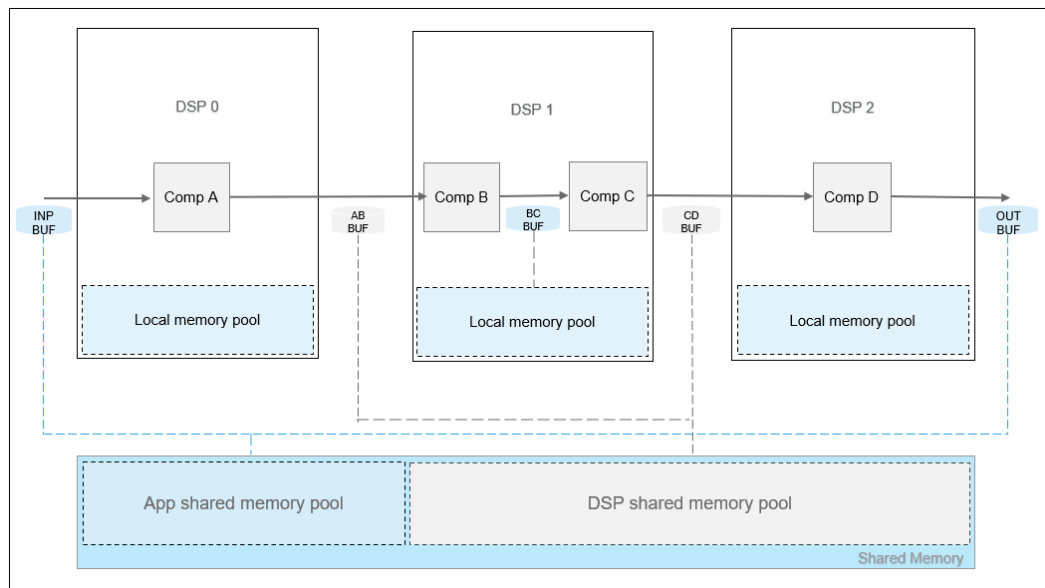 DSP 0
DSP 1
DSP 2
Comp A
Comp B
Comp C
Comp D
INP
BUF
AB
BUF
BC
BUF
CD
BUF
OUT
BUF
Local memory pool
Local memory pool
Local memory pool
App shared memory pool
DSP shared memory pool
Shared Memory